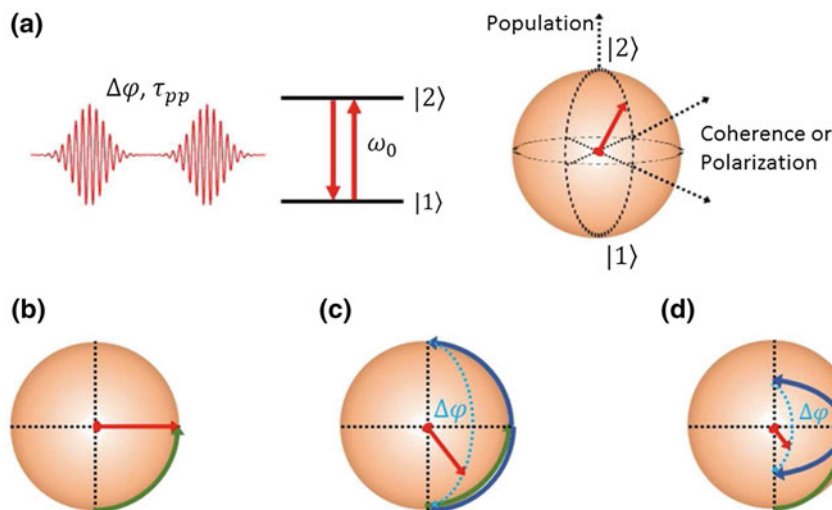 (a)
Δφ, τ_pp
|2⟩
ω₀
|1⟩
Population
|2⟩
Coherence or
Polarization
|1⟩
(b)
(c)
(d)
Δφ
Δφ